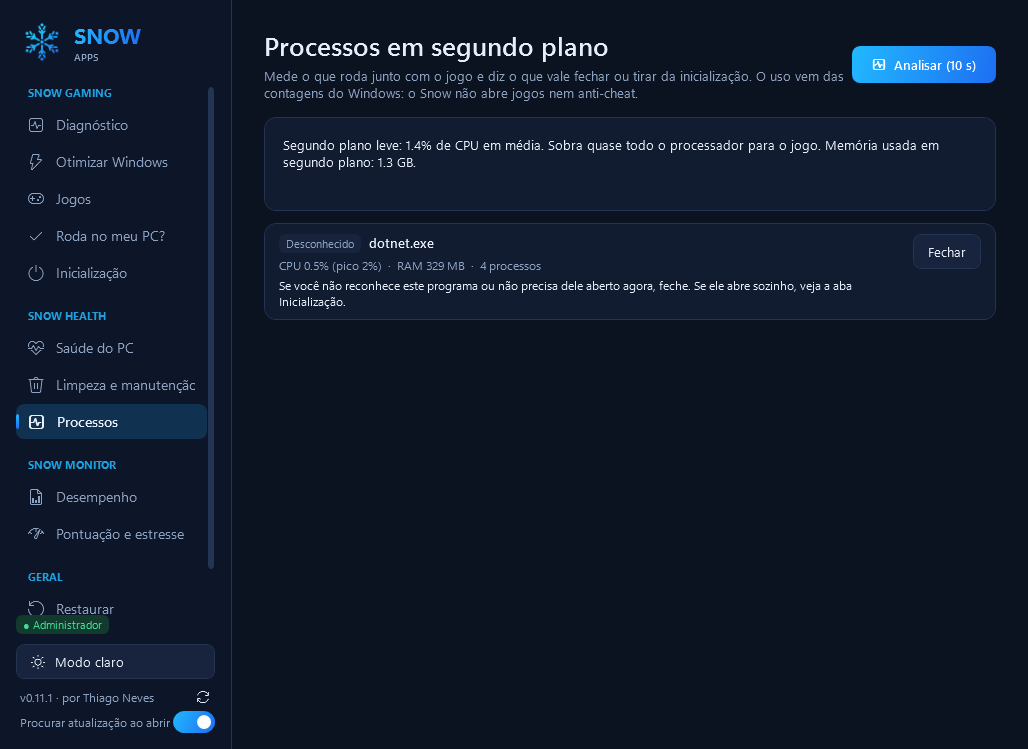 SNOW
APPS
SNOW GAMING
Diagnóstico
Otimizar Windows
Jogos
Roda no meu PC?
Inicialização
SNOW HEALTH
Saúde do PC
Limpeza e manutençãc
Processos
SNOW MONITOR
Desempenho
Pontuação e estresse
GERAL
Restaurar
Administrador
Modo claro
v0.11.1 · por Thiago Neves
Procurar atualização ao abrir
Processos em segundo plano
Mede o que roda junto com o jogo e diz o que vale fechar ou tirar da inicialização. O uso vem das
contagens do Windows: o Snow não abre jogos nem anti-cheat.
Analisar (10 s)
Segundo plano leve: 1.4% de CPU em média. Sobra quase todo o processador para o jogo. Memória usada em
segundo plano: 1.3 GB.
Desconhecido dotnet.exe
CPU 0.5% (pico 2%) · RAM 329 MB · 4 processos
Se você não reconhece este programa ou não precisa dele aberto agora, feche. Se ele abre sozinho, veja a aba
Inicialização.
Fechar